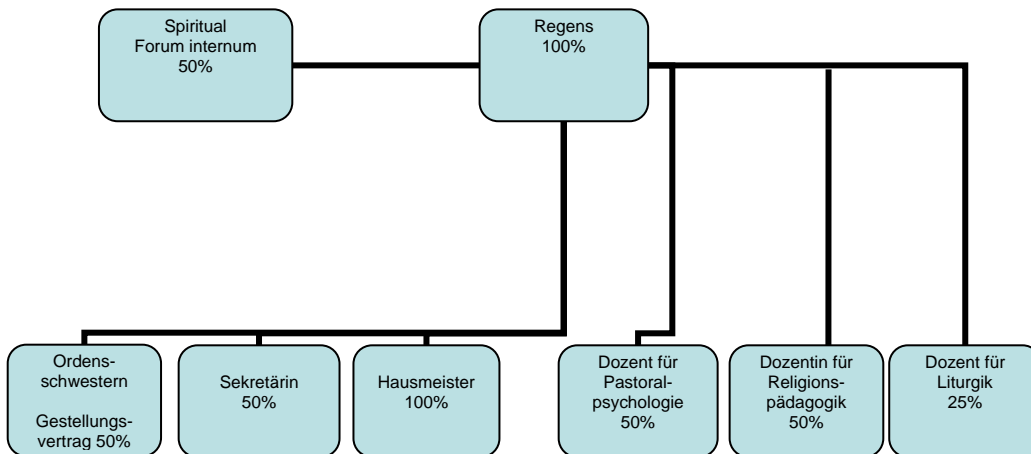 Spiritual
Forum internum
50%
Regens
100%
Ordens-
schwestern
Gestellungs-
vertrag 50%
Sekretärin
50%
Hausmeister
100%
Dozent für
Pastoral-
psychologie
50%
Dozentin für
Religions-
pädagogik
50%
Dozent für
Liturgik
25%